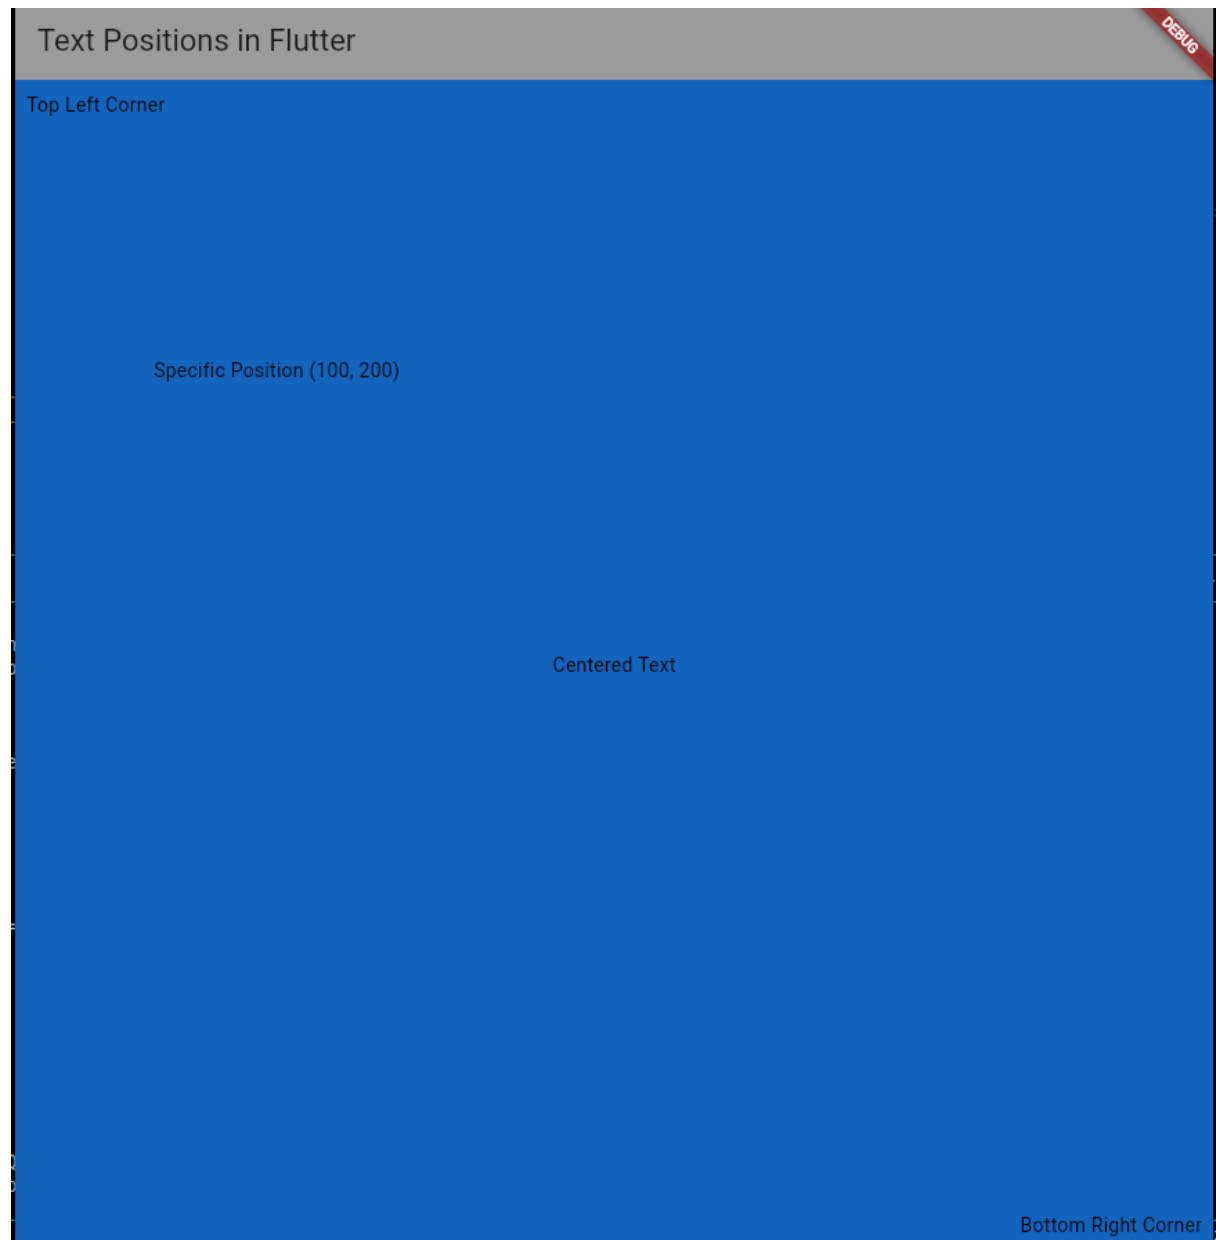 Text Positions in Flutter
DEBUG
Top Left Corner
Specific Position (100, 200)
Centered Text
Bottom Right Corner